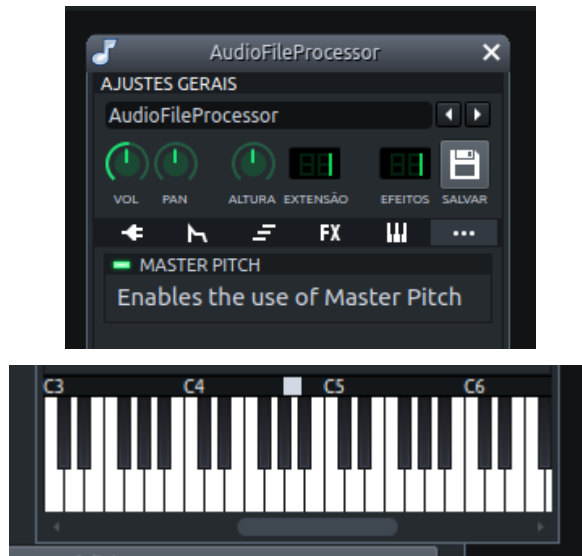 AudioFileProcessor
AJUSTES GERAIS
AudioFileProcessor
VOL PAN ALTURA EXTENSÃO EFEITOS SALVAR
FX
MASTER PITCH
Enables the use of Master Pitch
C3 C4 C5 C6